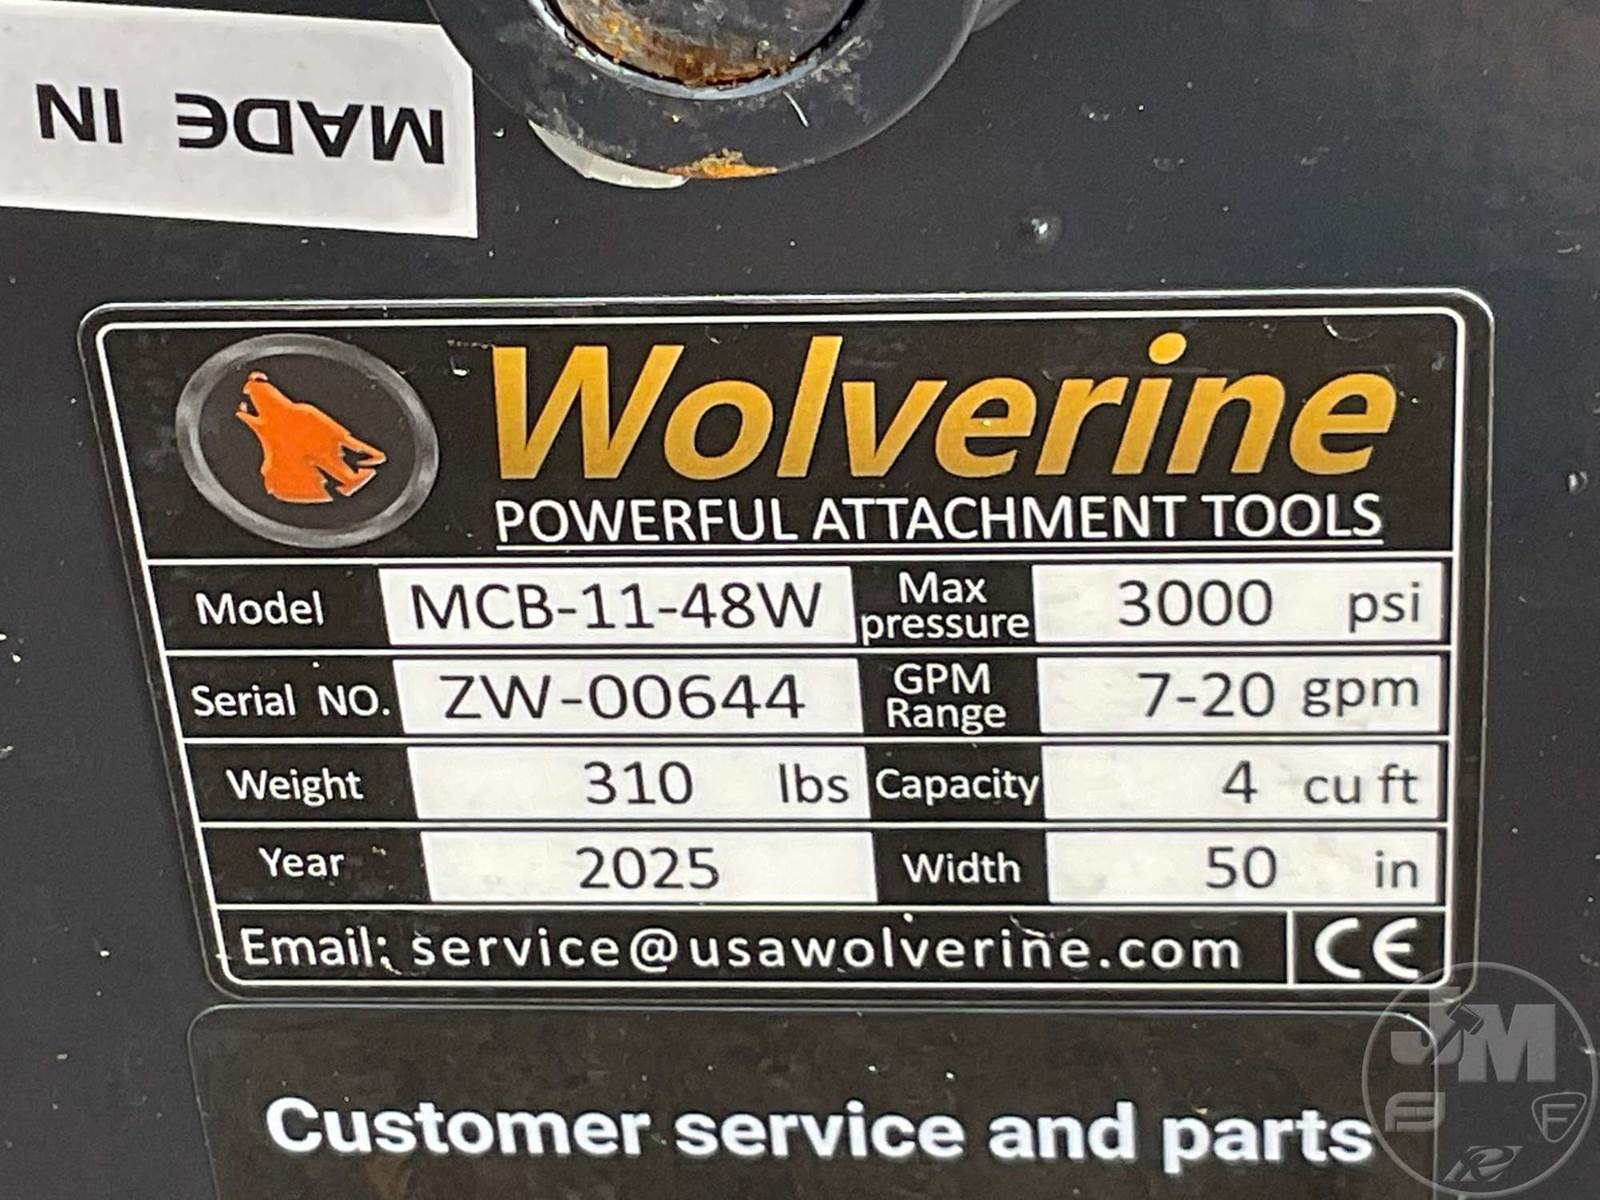 MADE IN
Wolverine
POWERFUL ATTACHMENT TOOLS
Model MCB-11-48W Max pressure 3000 psi
Serial NO. ZW-00644 GPM Range 7-20 gpm
Weight 310 lbs Capacity 4 cu ft
Year 2025 Width 50 in
Email: service@usawolverine.com CE
Customer service and parts
JM